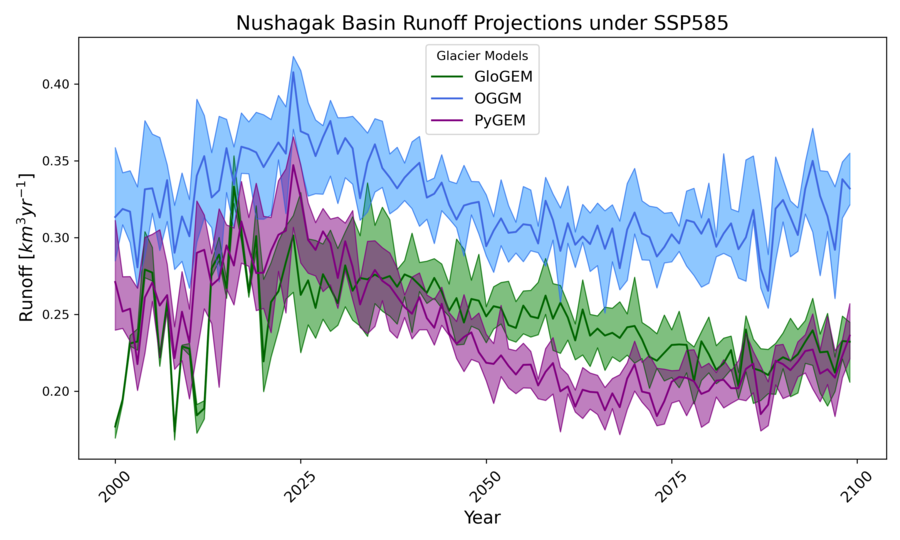 Nushagak Basin Runoff Projections under SSP585
Glacier Models
GloGEM
OGGM
PyGEM
Runoff [km³yr⁻¹]
0.40
0.35
0.30
0.25
0.20
2000
2025
2050
2075
2100
Year